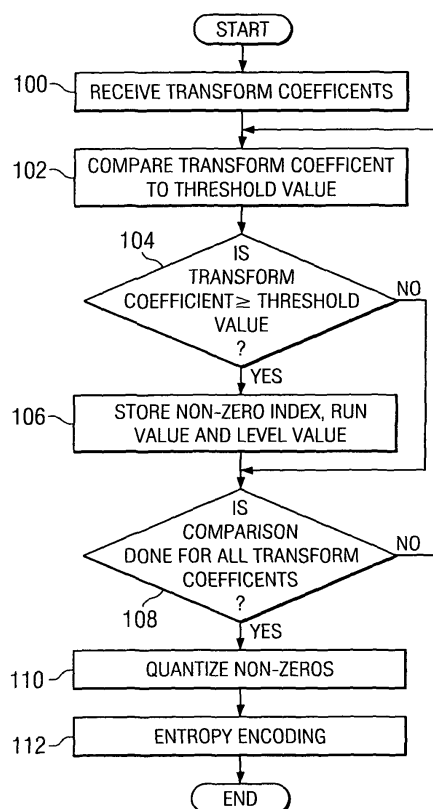 START
100
RECEIVE TRANSFORM COEFFICENTS
102
COMPARE TRANSFORM COEFFICENT
TO THRESHOLD VALUE
104
IS
TRANSFORM
COEFFICIENT ≥ THRESHOLD
VALUE
?
NO
YES
106
STORE NON-ZERO INDEX, RUN
VALUE AND LEVEL VALUE
IS
COMPARISON
DONE FOR ALL TRANSFORM
COEFFICENTS
?
NO
108
YES
110
QUANTIZE NON-ZEROS
112
ENTROPY ENCODING
END